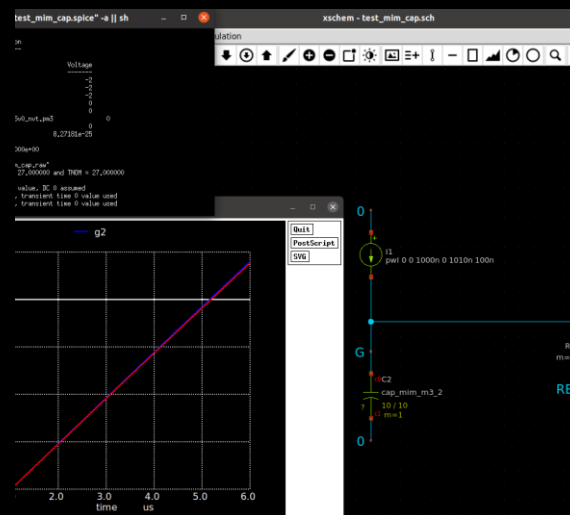 test_mim_cap.spice" -a || sh
xschem - test_mim_cap.sch
ulation
on
Voltage
-2
-2
-2
0
0
5v0_nvt.pm3 0
0
8.27181e-25
000e+00
m_cap.raw"
27.000000 and TNOM = 27.000000
value, DC 0 assumed
, transient time 0 value used
, transient time 0 value used
g2
Quit
PostScript
SVG
2.0 3.0 4.0 5.0 6.0
time us
0
I1
pwl 0 0 1000n 0 1010n 100n
G
C2
cap_mim_m3_2
10 / 10
m=1
?
0
R
m=
RE